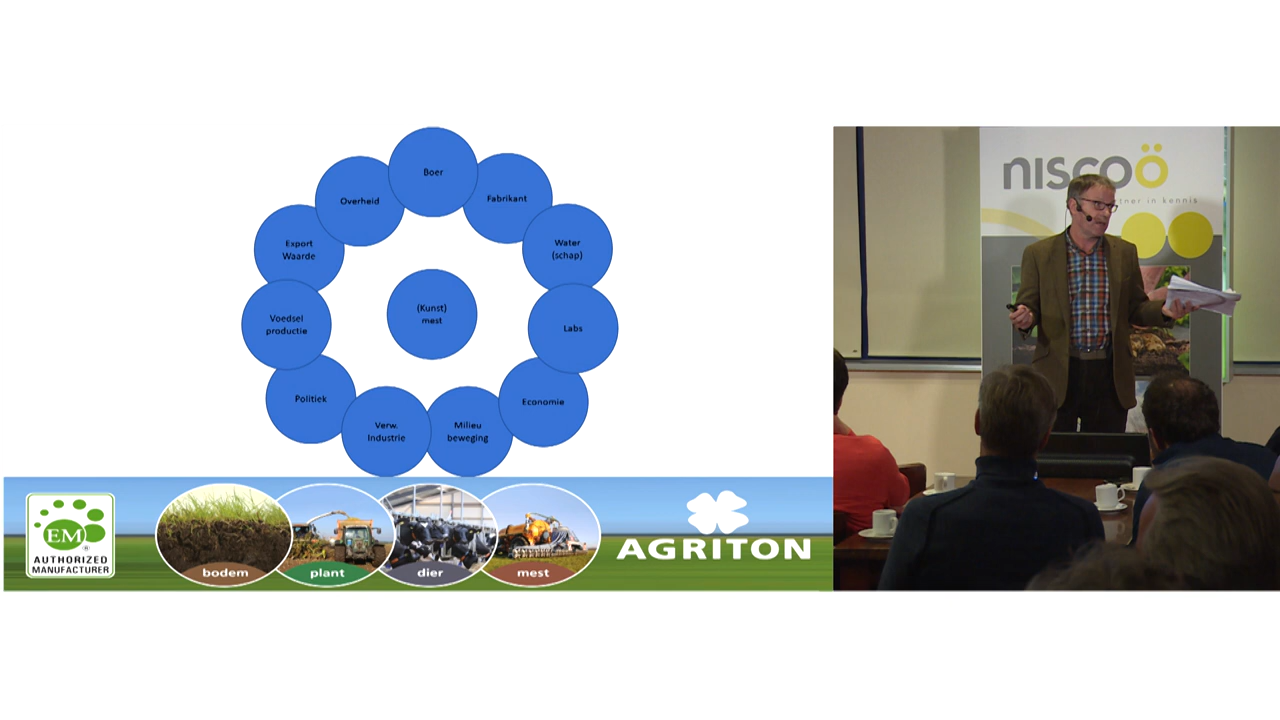 Boer
Fabrikant
Water
(schap)
Labs
Economie
Milieu
beweging
Verw.
Industrie
Politiek
Voedsel
productie
Export
Waarde
Overheid
(Kunst)
mest
EM
®
AUTHORIZED
MANUFACTURER
bodem
plant
dier
mest
AGRITON
niscoö
tner in kennis